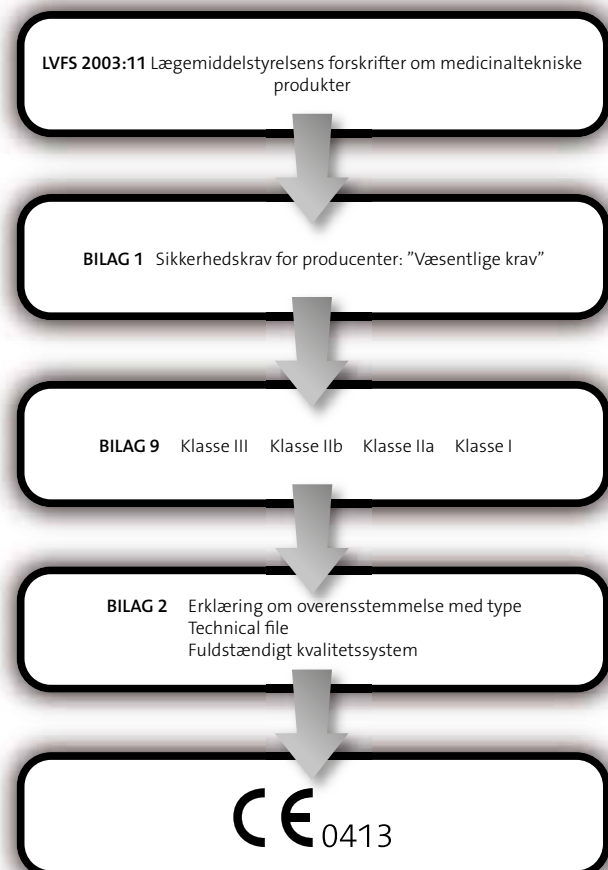 LVFS 2003:11 Lægemiddelstyrelsens forskrifter om medicinaltekniske
produkter
BILAG 1 Sikkerhedskrav for producenter: ”Væsentlige krav”
BILAG 9 Klasse III Klasse IIb Klasse IIa Klasse I
BILAG 2 Erklæring om overensstemmelse med type
Technical file
Fuldstændigt kvalitetssystem
CE 0413